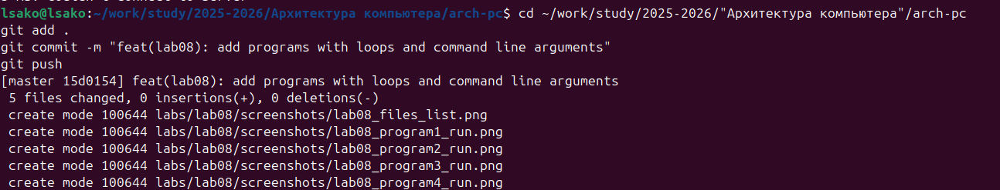 lsako@lsako:~/work/study/2025-2026/Архитектура компьютера/arch-pc$ cd ~/work/study/2025-2026/"Архитектура компьютера"/arch-pc
git add .
git commit -m "feat(lab08): add programs with loops and command line arguments"
git push
[master 15d0154] feat(lab08): add programs with loops and command line arguments
 5 files changed, 0 insertions(+), 0 deletions(-)
 create mode 100644 labs/lab08/screenshots/lab08_files_list.png
 create mode 100644 labs/lab08/screenshots/lab08_program1_run.png
 create mode 100644 labs/lab08/screenshots/lab08_program2_run.png
 create mode 100644 labs/lab08/screenshots/lab08_program3_run.png
 create mode 100644 labs/lab08/screenshots/lab08_program4_run.png